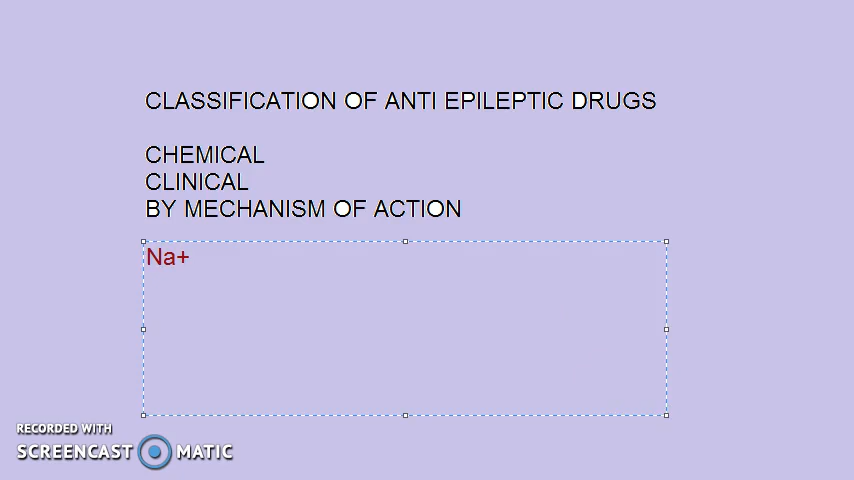 CLASSIFICATION OF ANTI EPILEPTIC DRUGS
CHEMICAL
CLINICAL
BY MECHANISM OF ACTION
Na+
RECORDED WITH
SCREENCAST MATIC